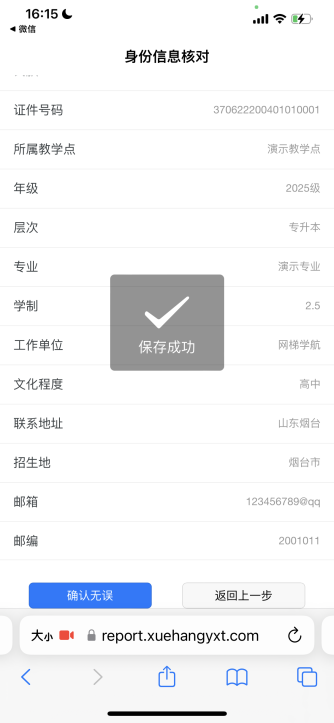 16:15
◀ 微信
身份信息核对
证件号码 370622200401010001
所属教学点 演示教学点
年级 2025级
层次 专升本
专业 演示专业
学制 2.5
保存成功
工作单位 网梯学航
文化程度 高中
联系地址 山东烟台
招生地 烟台市
邮箱 123456789@qq
邮编 2001011
确认无误 返回上一步
大小 report.xuehangyxt.com